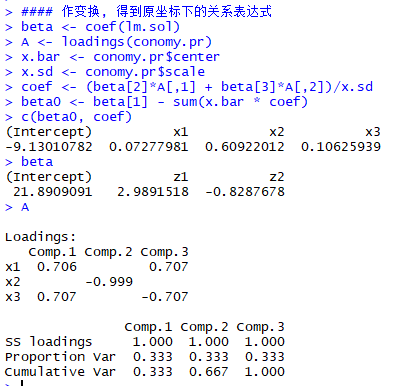 > #### 作变换，得到原坐标下的关系表达式
> beta <- coef(lm.sol)
> A <- loadings(conomy.pr)
> x.bar <- conomy.pr$center
> x.sd <- conomy.pr$scale
> coef <- (beta[2]*A[,1] + beta[3]*A[,2])/x.sd
> beta0 <- beta[1] - sum(x.bar * coef)
> c(beta0, coef)
(Intercept) x1 x2 x3
-9.13010782 0.07277981 0.60922012 0.10625939
> beta
(Intercept) z1 z2
21.8909091 2.9891518 -0.8287678
> A
Loadings:
Comp.1 Comp.2 Comp.3
x1 0.706 0.707
x2 -0.999
x3 0.707 -0.707
Comp.1 Comp.2 Comp.3
SS loadings 1.000 1.000 1.000
Proportion Var 0.333 0.333 0.333
Cumulative Var 0.333 0.667 1.000
>